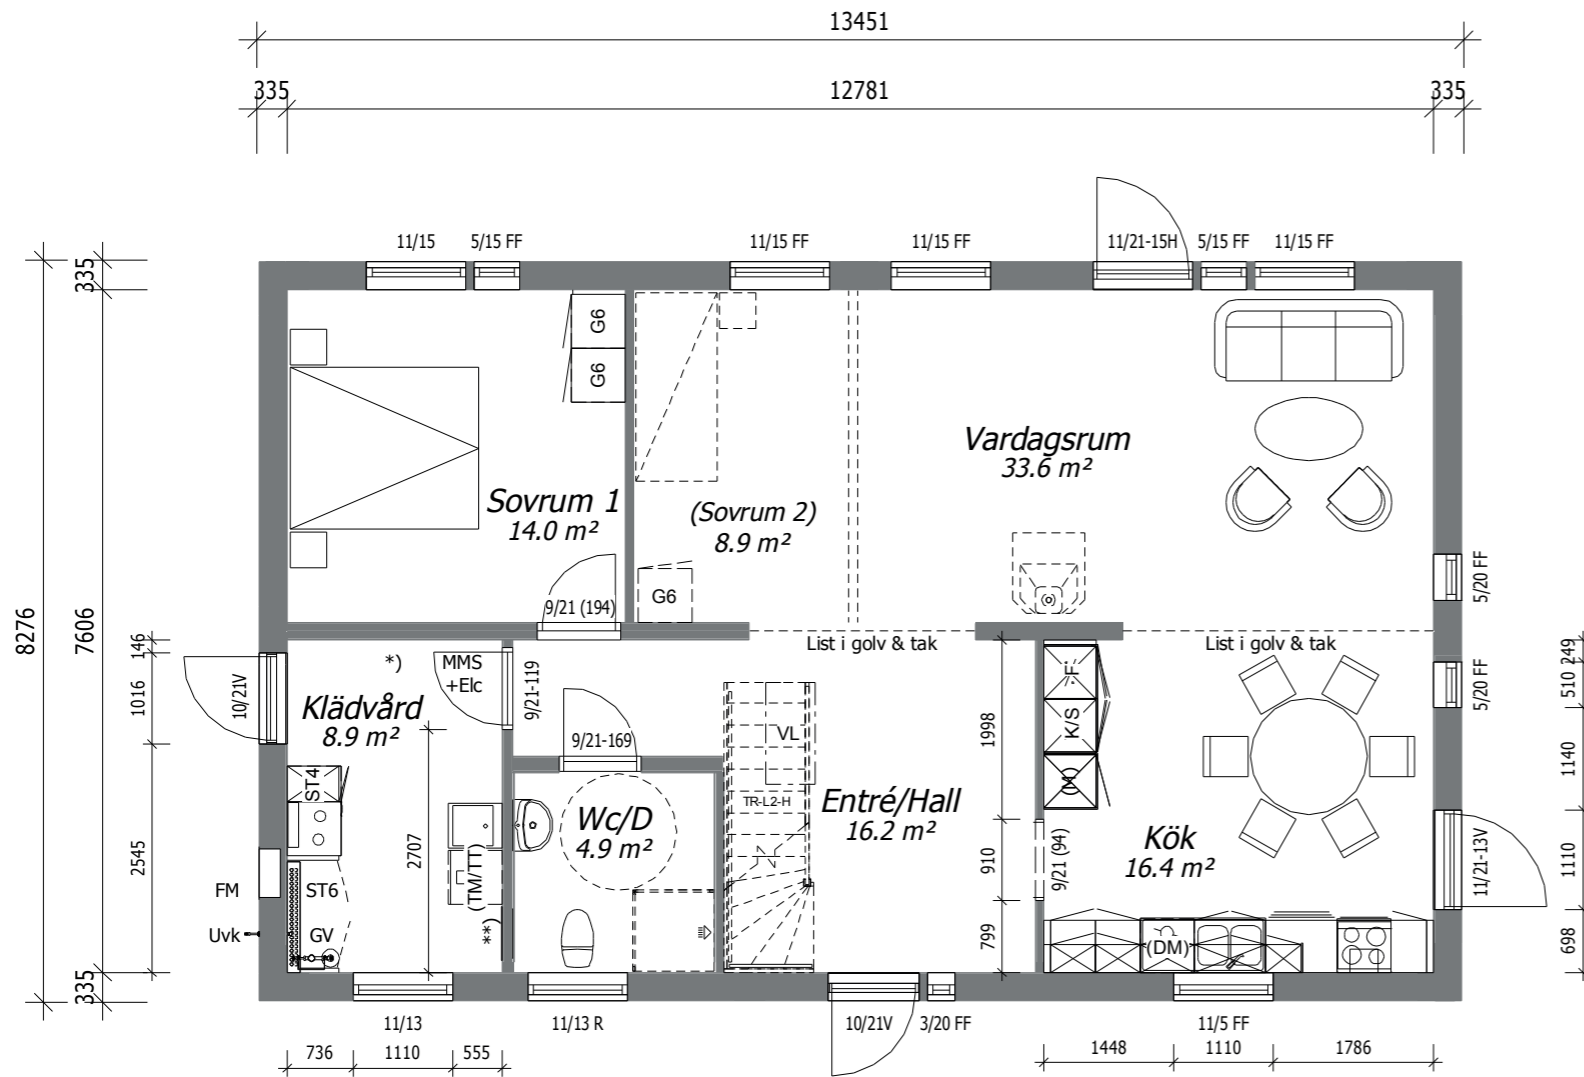 13451
335
12781
335
11/15
5/15 FF
11/15 FF
11/15 FF
11/21-15H
5/15 FF
11/15 FF
8276
335
7606
335
146
1016
2545
G6
G6
Sovrum 1
14.0 m²
(Sovrum 2)
8.9 m²
Vardagsrum
33.6 m²
G6
9/21 (194)
List i golv & tak
List i golv & tak
5/20 FF
5/20 FF
249
510
1140
1110
698
10/21V
*)
MMS
+Elc
9/21-119
Klädvård
8.9 m²
9/21-169
VL
TR-L2-H
1998
910
799
F
K/S
(M)
ST4
2707
(TM/TT)
Wc/D
4.9 m²
Entré/Hall
16.2 m²
9/21 (94)
Kök
16.4 m²
11/21-13V
FM
ST6
Uvk
GV
**)
(DM)
11/13
11/13 R
10/21V
3/20 FF
11/5 FF
736
1110
555
1448
1110
1786